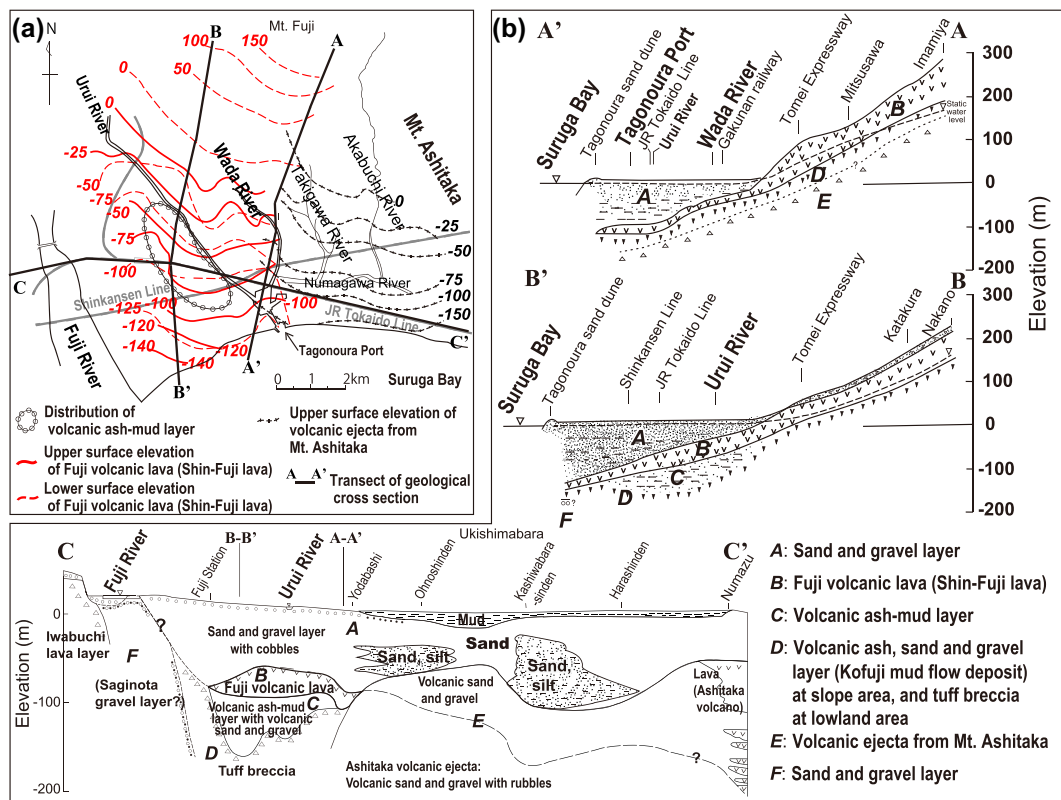 (a)
N
Mt. Fuji
B
100
150
A
0
50
0
Urui River
-25
-50
-75
-50
-75
-100
-125
-100
-120
-120
-140
-140
-100
Wada River
Takigawa River
Akabuchi River
Mt. Ashitaka
0
-25
-50
-75
-100
-150
Numagawa River
C
Shinkansen Line
JR Tokaido Line
C'
Fuji River
Tagonoura Port
B'
A'
0 1 2km
Suruga Bay
Distribution of
volcanic ash-mud layer
Upper surface elevation
of Fuji volcanic lava (Shin-Fuji lava)
Lower surface elevation
of Fuji volcanic lava (Shin-Fuji lava)
Upper surface elevation of
volcanic ejecta from
Mt. Ashitaka
A A'
Transect of geological
cross section
(b)
A'
A
Suruga Bay
Tagonoura sand dune
Tagonoura Port
JR Tokaido Line
Urui River
Wada River
Gakunan railway
Tomei Expressway
Mitsusawa
Imamiya
Static
water
level
A
B
D
?
E
300
200
100
0
-100
-200
Elevation (m)
B'
B
Suruga Bay
Tagonoura sand dune
Shinkansen Line
JR Tokaido Line
Urui River
Tomei Expressway
Katakura
Nakano
A
B
C
D
?
F
300
200
100
0
-100
-200
Elevation (m)
C
Ukishimabara
C'
Fuji River
Fuji Station
B-B'
Urui River
A-A'
Yodabashi
Ohnoshinden
Kashiwabara
-sinden
Harashinden
Numazu
Elevation (m)
0
-100
-200
Iwabuchi
lava layer
F
(Saginota
gravel layer?)
?
Sand and gravel layer
with cobbles
A
Mud
Sand
Sand, silt
Sand,
silt
B
Fuji volcanic lava
C
Volcanic ash-mud
layer with volcanic
sand and gravel
D
Tuff breccia
Volcanic sand
and gravel
E
Ashitaka volcanic ejecta:
Volcanic sand and gravel with rubbles
Lava
(Ashitaka
volcano)
?
A: Sand and gravel layer
B: Fuji volcanic lava (Shin-Fuji lava)
C: Volcanic ash-mud layer
D: Volcanic ash, sand and gravel
layer (Kofuji mud flow deposit)
at slope area, and tuff breccia
at lowland area
E: Volcanic ejecta from Mt. Ashitaka
F: Sand and gravel layer